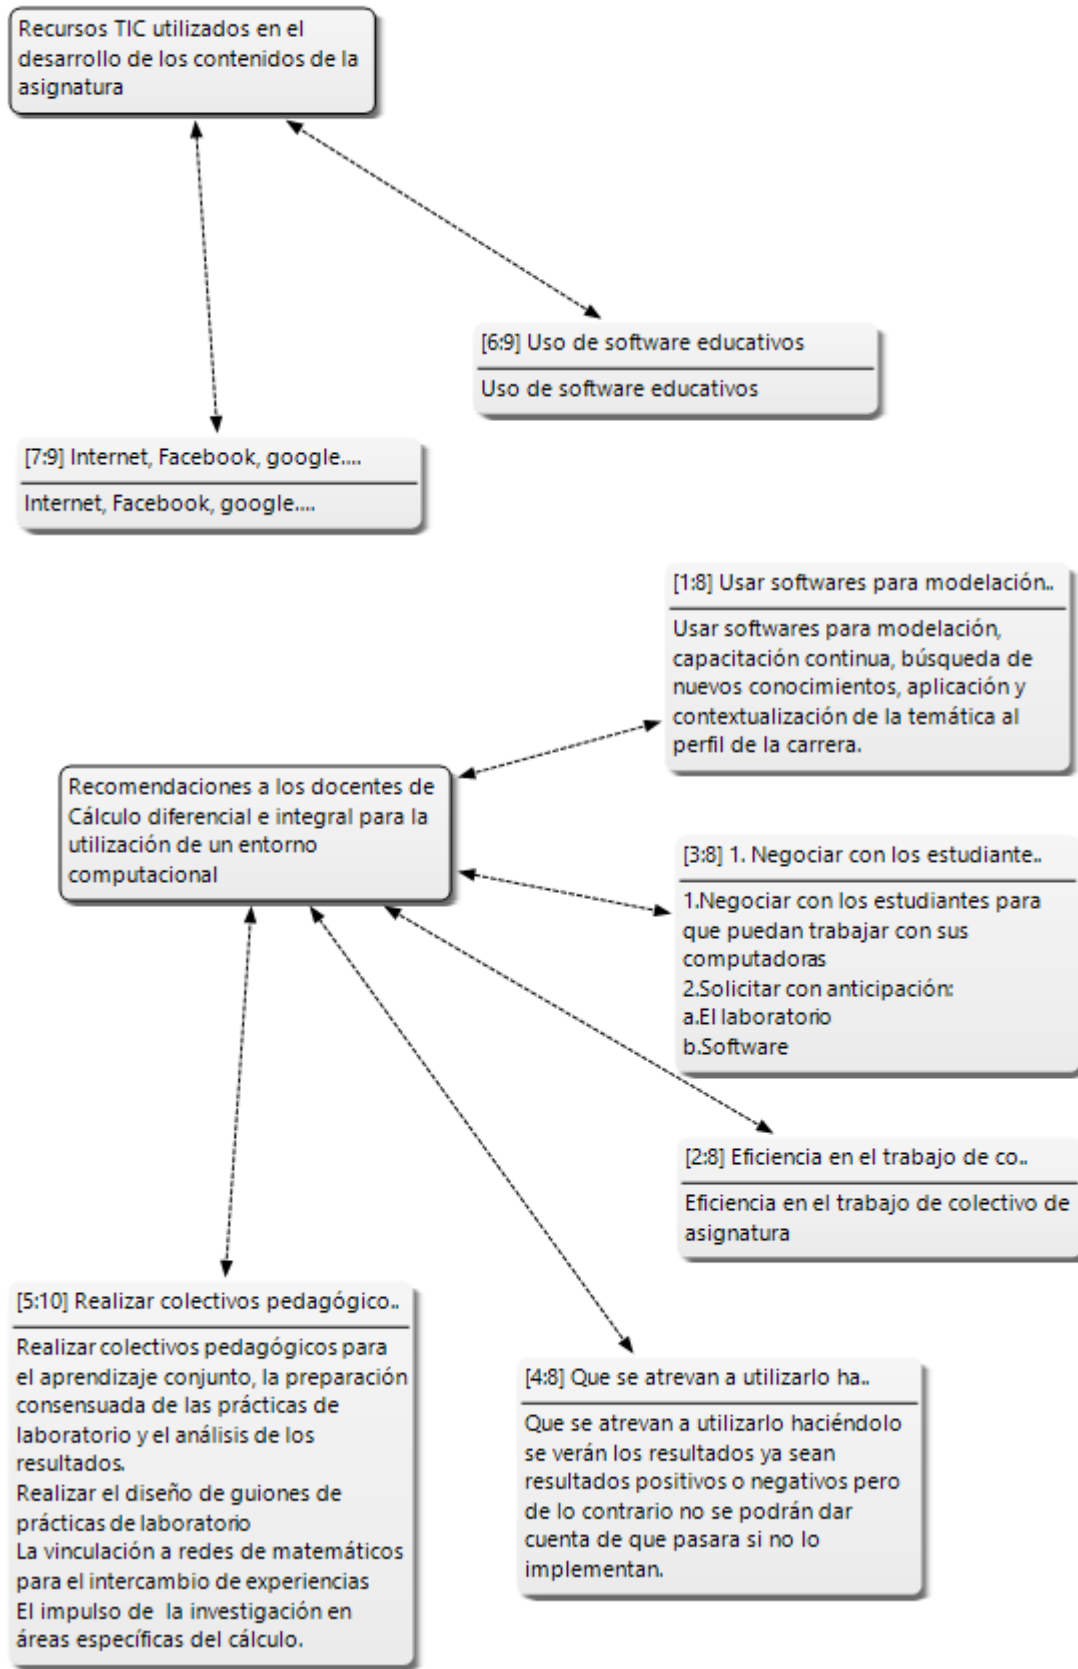 Recursos TIC utilizados en el
desarrollo de los contenidos de la
asignatura
[6:9] Uso de software educativos
Uso de software educativos
[7:9] Internet, Facebook, google....
Internet, Facebook, google....
[1:8] Usar softwares para modelación..
Usar softwares para modelación,
capacitación continua, búsqueda de
nuevos conocimientos, aplicación y
contextualización de la temática al
perfil de la carrera.
Recomendaciones a los docentes de
Cálculo diferencial e integral para la
utilización de un entorno
computacional
[3:8] 1. Negociar con los estudiante..
1.Negociar con los estudiantes para
que puedan trabajar con sus
computadoras
2.Solicitar con anticipación:
a.El laboratorio
b.Software
[2:8] Eficiencia en el trabajo de co..
Eficiencia en el trabajo de colectivo de
asignatura
[5:10] Realizar colectivos pedagógico..
Realizar colectivos pedagógicos para
el aprendizaje conjunto, la preparación
consensuada de las prácticas de
laboratorio y el análisis de los
resultados.
Realizar el diseño de guiones de
prácticas de laboratorio
La vinculación a redes de matemáticos
para el intercambio de experiencias
El impulso de  la investigación en
áreas específicas del cálculo.
[4:8] Que se atrevan a utilizarlo ha..
Que se atrevan a utilizarlo haciéndolo
se verán los resultados ya sean
resultados positivos o negativos pero
de lo contrario no se podrán dar
cuenta de que pasara si no lo
implementan.